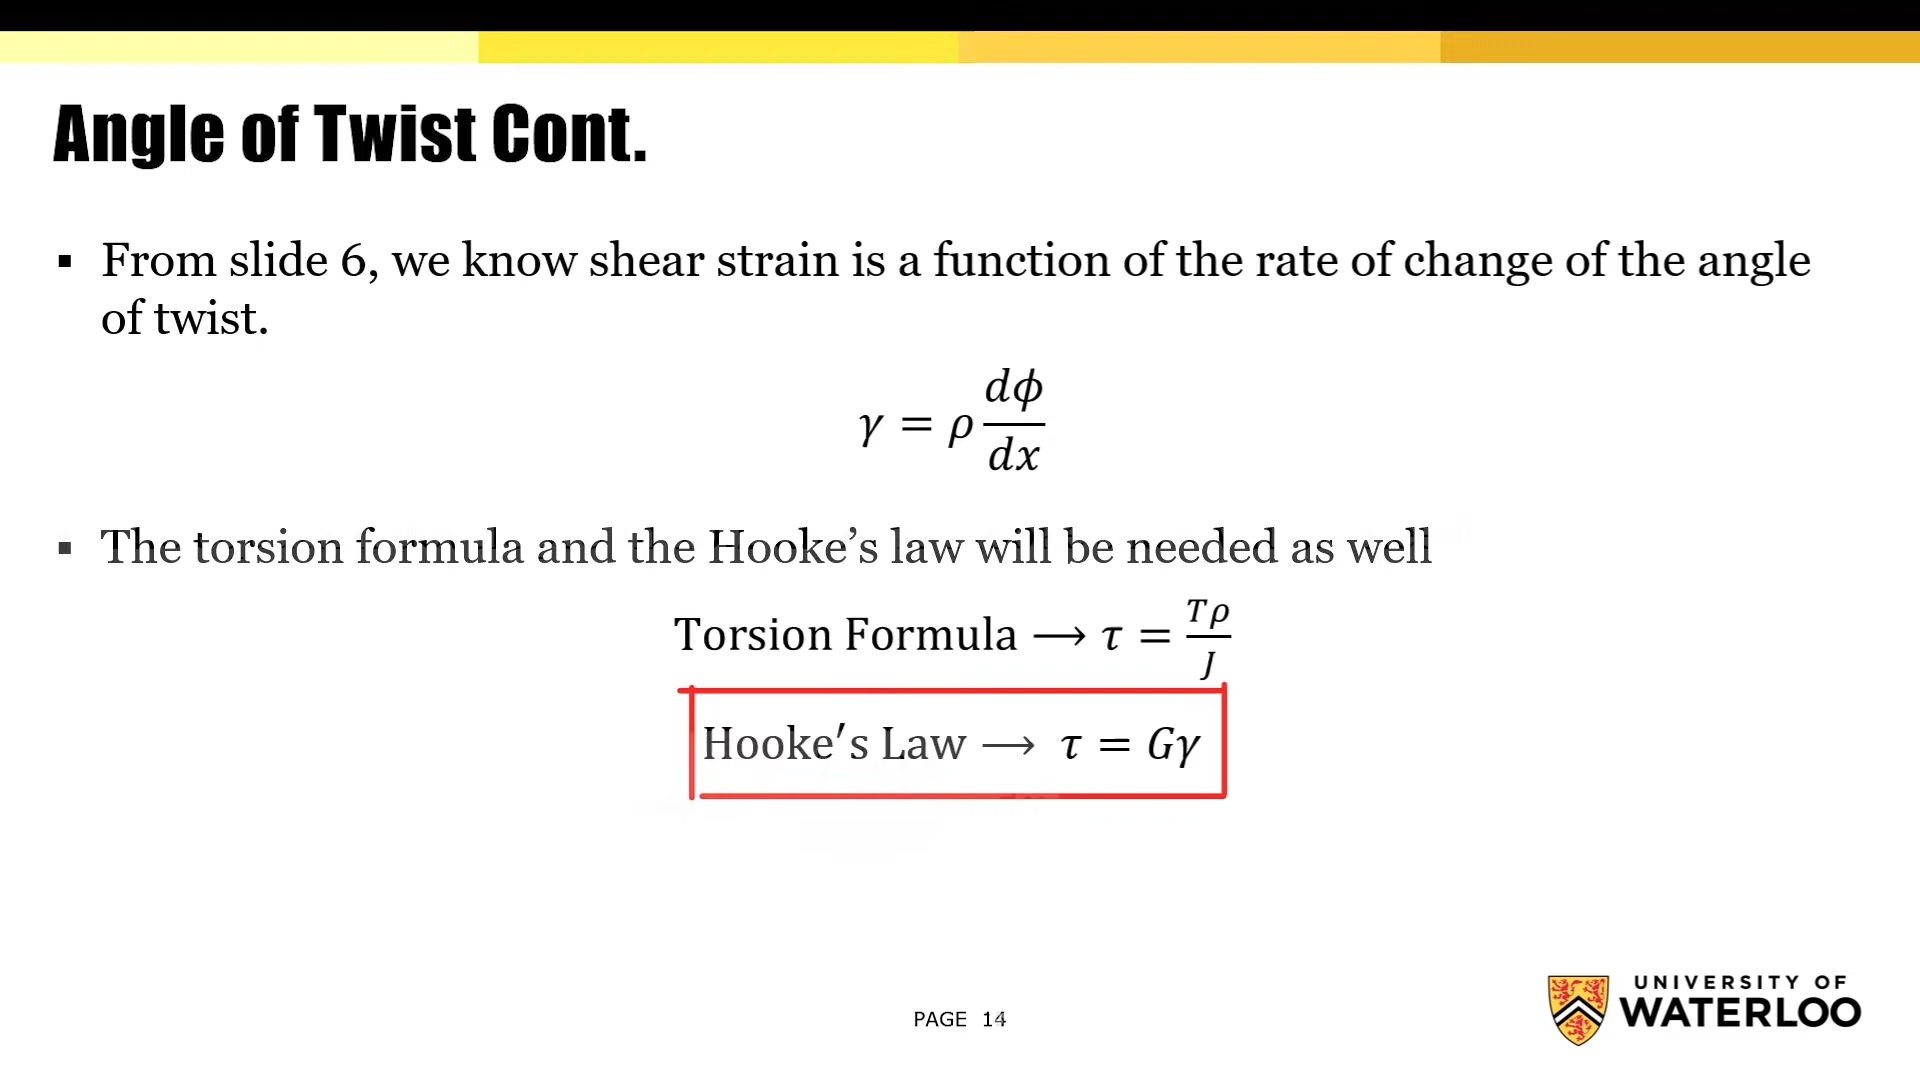 Angle of Twist Cont.
▪ From slide 6, we know shear strain is a function of the rate of change of the angle
of twist.
γ = ρ dϕ/dx
▪ The torsion formula and the Hooke’s law will be needed as well
Torsion Formula ⟶ τ = Tρ/J
Hooke′s Law ⟶ τ = Gγ
PAGE 14
UNIVERSITY OF
WATERLOO